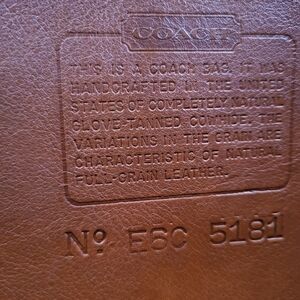 COACH
THIS IS A COACH BAG. IT WAS
HANDCRAFTED IN THE UNITED
STATES OF COMPLETELY NATURAL
GLOVE-TANNED COWHIDE. THE
VARIATIONS IN THE GRAIN ARE
CHARACTERISTIC OF NATURAL
FULL-GRAIN LEATHER.
Nº E6C 5181